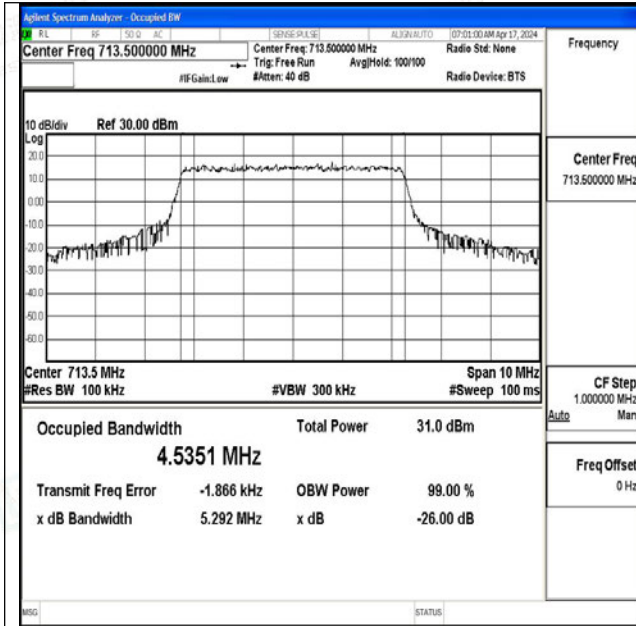 Agilent Spectrum Analyzer - Occupied BW
RL RF 50 Ω AC SENSE:PULSE ALIGNAUTO 07:01:00 AM Apr 17, 2024
Center Freq 713.500000 MHz
Center Freq: 713.500000 MHz
Radio Std: None
Trig: Free Run Avg|Hold: 100/100
#IFGain:Low #Atten: 40 dB Radio Device: BTS
10 dB/div Ref 30.00 dBm
Log
20.0
10.0
0.00
-10.0
-20.0
-30.0
-40.0
-50.0
-60.0
Center 713.5 MHz Span 10 MHz
#Res BW 100 kHz #VBW 300 kHz #Sweep 100 ms
Occupied Bandwidth Total Power 31.0 dBm
4.5351 MHz
Transmit Freq Error -1.866 kHz OBW Power 99.00 %
x dB Bandwidth 5.292 MHz x dB -26.00 dB
MSG STATUS
Frequency
Center Freq
713.500000 MHz
CF Step
1.000000 MHz
Auto Man
Freq Offset
0 Hz